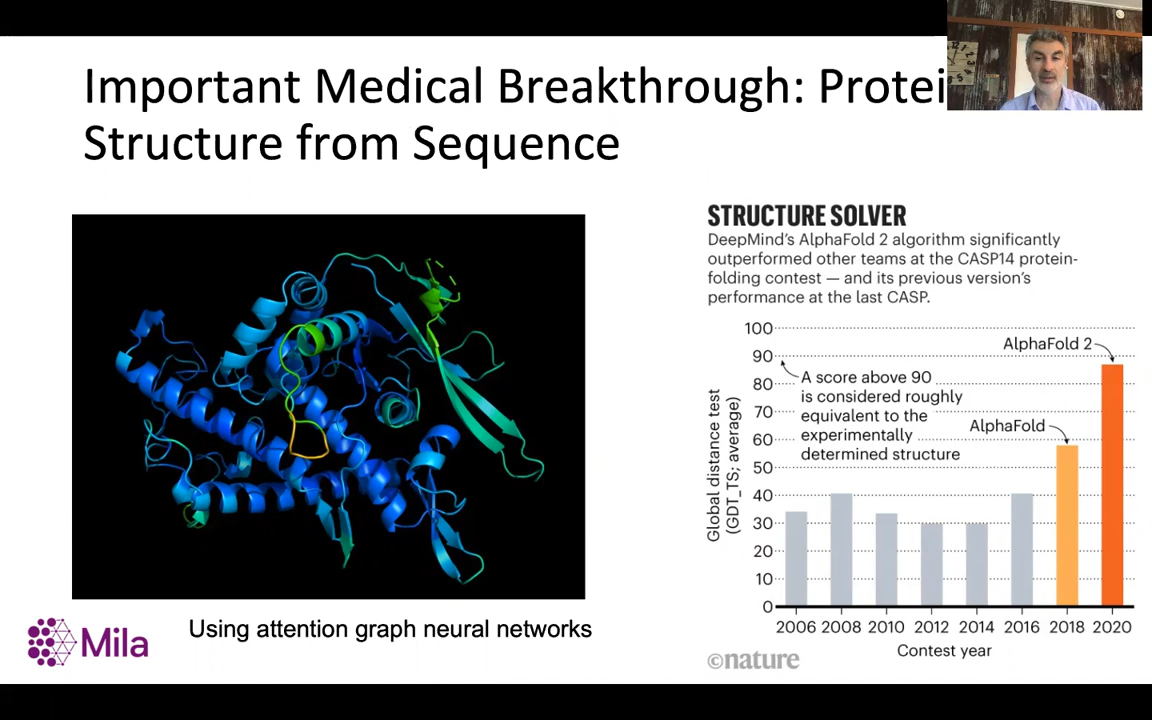 Important Medical Breakthrough: Protei
Structure from Sequence
STRUCTURE SOLVER
DeepMind's AlphaFold 2 algorithm significantly
outperformed other teams at the CASP14 protein-
folding contest — and its previous version's
performance at the last CASP.
100
90
80
70
60
50
40
30
20
10
0
Global distance test
(GDT_TS; average)
AlphaFold 2
A score above 90
is considered roughly
equivalent to the
experimentally
determined structure
AlphaFold
2006 2008 2010 2012 2014 2016 2018 2020
Contest year
©nature
Using attention graph neural networks
Mila